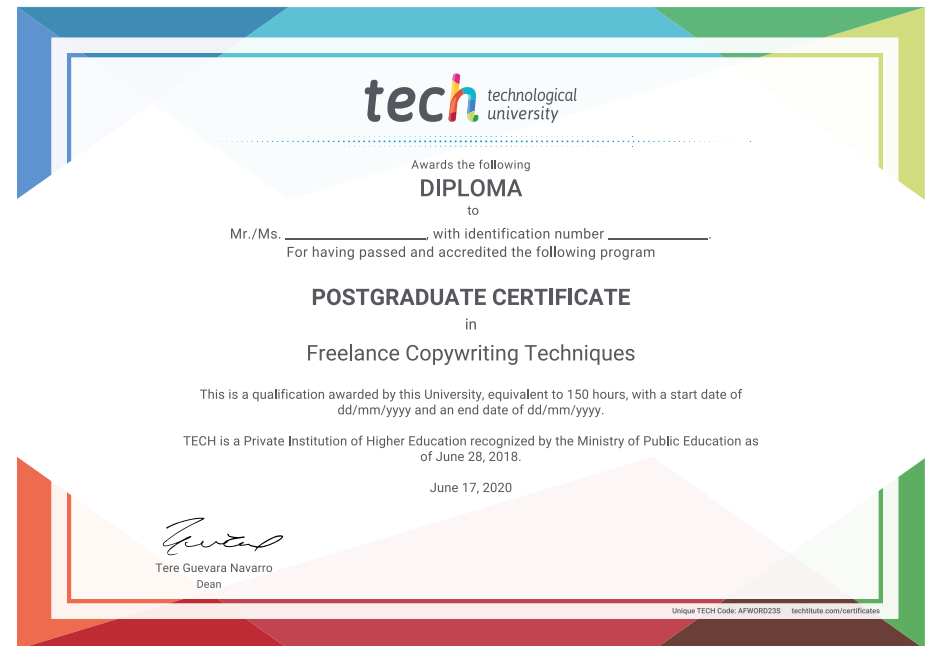 tech technological
university
Awards the following
DIPLOMA
to
Mr./Ms. ____________________, with identification number ______________.
For having passed and accredited the following program
POSTGRADUATE CERTIFICATE
in
Freelance Copywriting Techniques
This is a qualification awarded by this University, equivalent to 150 hours, with a start date of
dd/mm/yyyy and an end date of dd/mm/yyyy.
TECH is a Private Institution of Higher Education recognized by the Ministry of Public Education as
of June 28, 2018.
June 17, 2020
Tere Guevara Navarro
Dean
Unique TECH Code: AFWORD23S techtitute.com/certificates